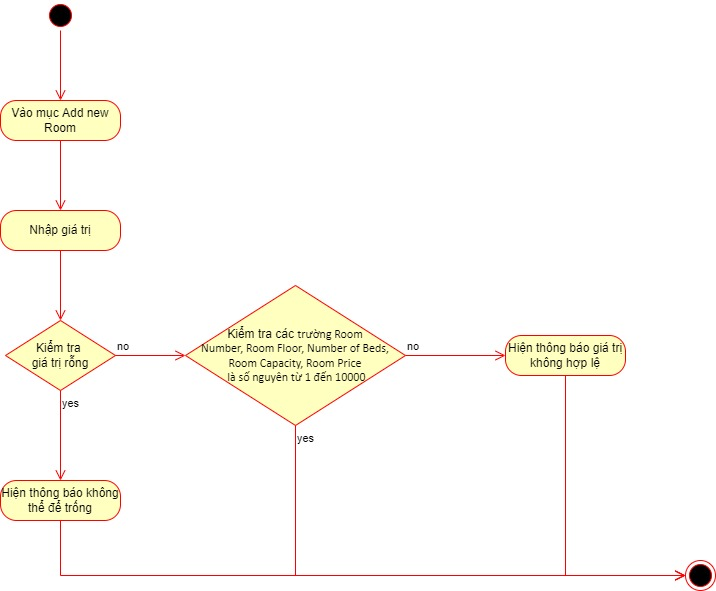 Vào mục Add new
Room
Nhập giá trị
Kiểm tra
giá trị rỗng
no
yes
Kiểm tra các trường Room
Number, Room Floor, Number of Beds,
Room Capacity, Room Price
là số nguyên từ 1 đến 10000
no
yes
Hiện thông báo giá trị
không hợp lệ
Hiện thông báo không
thể để trống